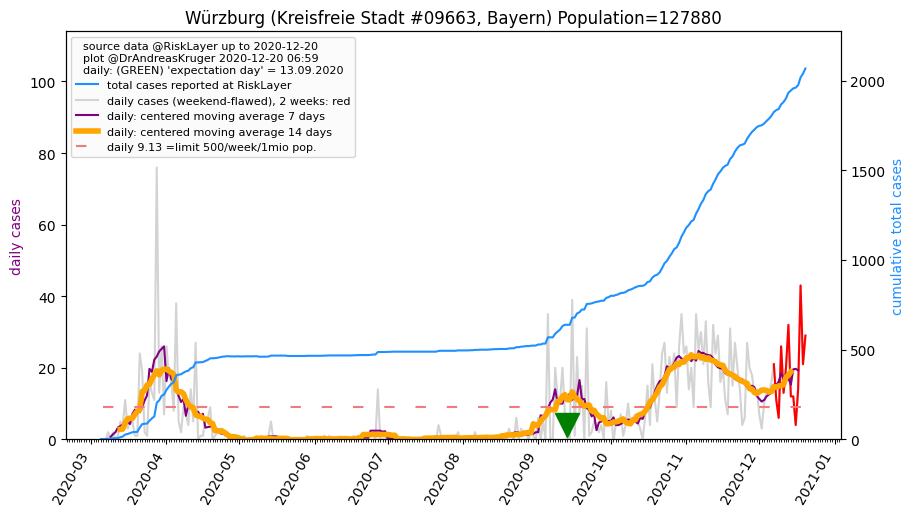 Würzburg (Kreisfreie Stadt #09663, Bayern) Population=127880
source data @RiskLayer up to 2020-12-20
plot @DrAndreasKruger 2020-12-20 06:59
daily: (GREEN) 'expectation day' = 13.09.2020
total cases reported at RiskLayer
daily cases (weekend-flawed), 2 weeks: red
daily: centered moving average 7 days
daily: centered moving average 14 days
daily 9.13 =limit 500/week/1mio pop.
daily cases
100
80
60
40
20
0
cumulative total cases
2000
1500
1000
500
0
2020-03
2020-04
2020-05
2020-06
2020-07
2020-08
2020-09
2020-10
2020-11
2020-12
2021-01